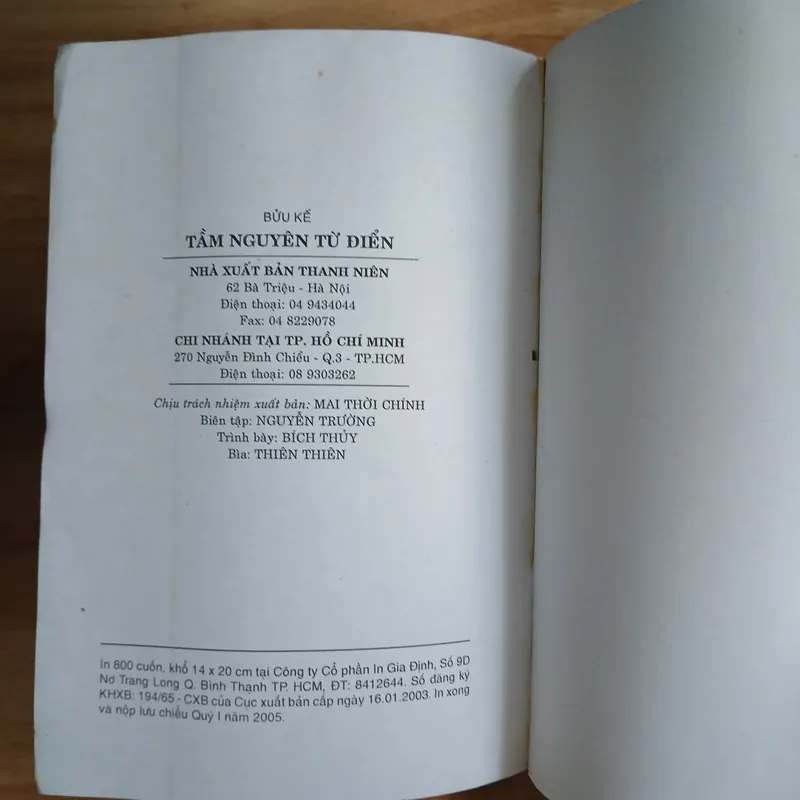 BỬU KẾ
TẦM NGUYÊN TỪ ĐIỂN
NHÀ XUẤT BẢN THANH NIÊN
62 Bà Triệu - Hà Nội
Điện thoại: 04 9434044
Fax: 04 8229078
CHI NHÁNH TẠI TP. HỒ CHÍ MINH
270 Nguyễn Đình Chiểu - Q.3 - TP.HCM
Điện thoại: 08 9303262
Chịu trách nhiệm xuất bản: MAI THỜI CHÍNH
Biên tập: NGUYỄN TRƯỜNG
Trình bày: BÍCH THỦY
Bìa: THIÊN THIÊN
In 800 cuốn, khổ 14 x 20 cm tại Công ty Cổ phần In Gia Định, Số 9D
Nơ Trang Long Q. Bình Thạnh TP. HCM, ĐT: 8412644. Số đăng ký
KHXB: 194/65 - CXB của Cục xuất bản cấp ngày 16.01.2003. In xong
và nộp lưu chiểu Quý I năm 2005.